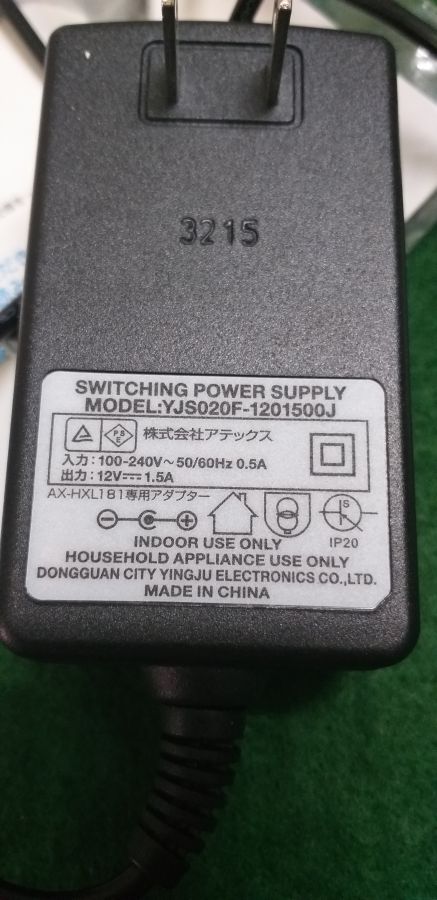 3215
SWITCHING POWER SUPPLY
MODEL:YJS020F-1201500J
PSE 株式会社アテックス
入力:100-240V~50/60Hz 0.5A
出力:12V⎓1.5A
AX-HXL181専用アダプター
S
IP20
INDOOR USE ONLY
HOUSEHOLD APPLIANCE USE ONLY
DONGGUAN CITY YINGJU ELECTRONICS CO.,LTD.
MADE IN CHINA